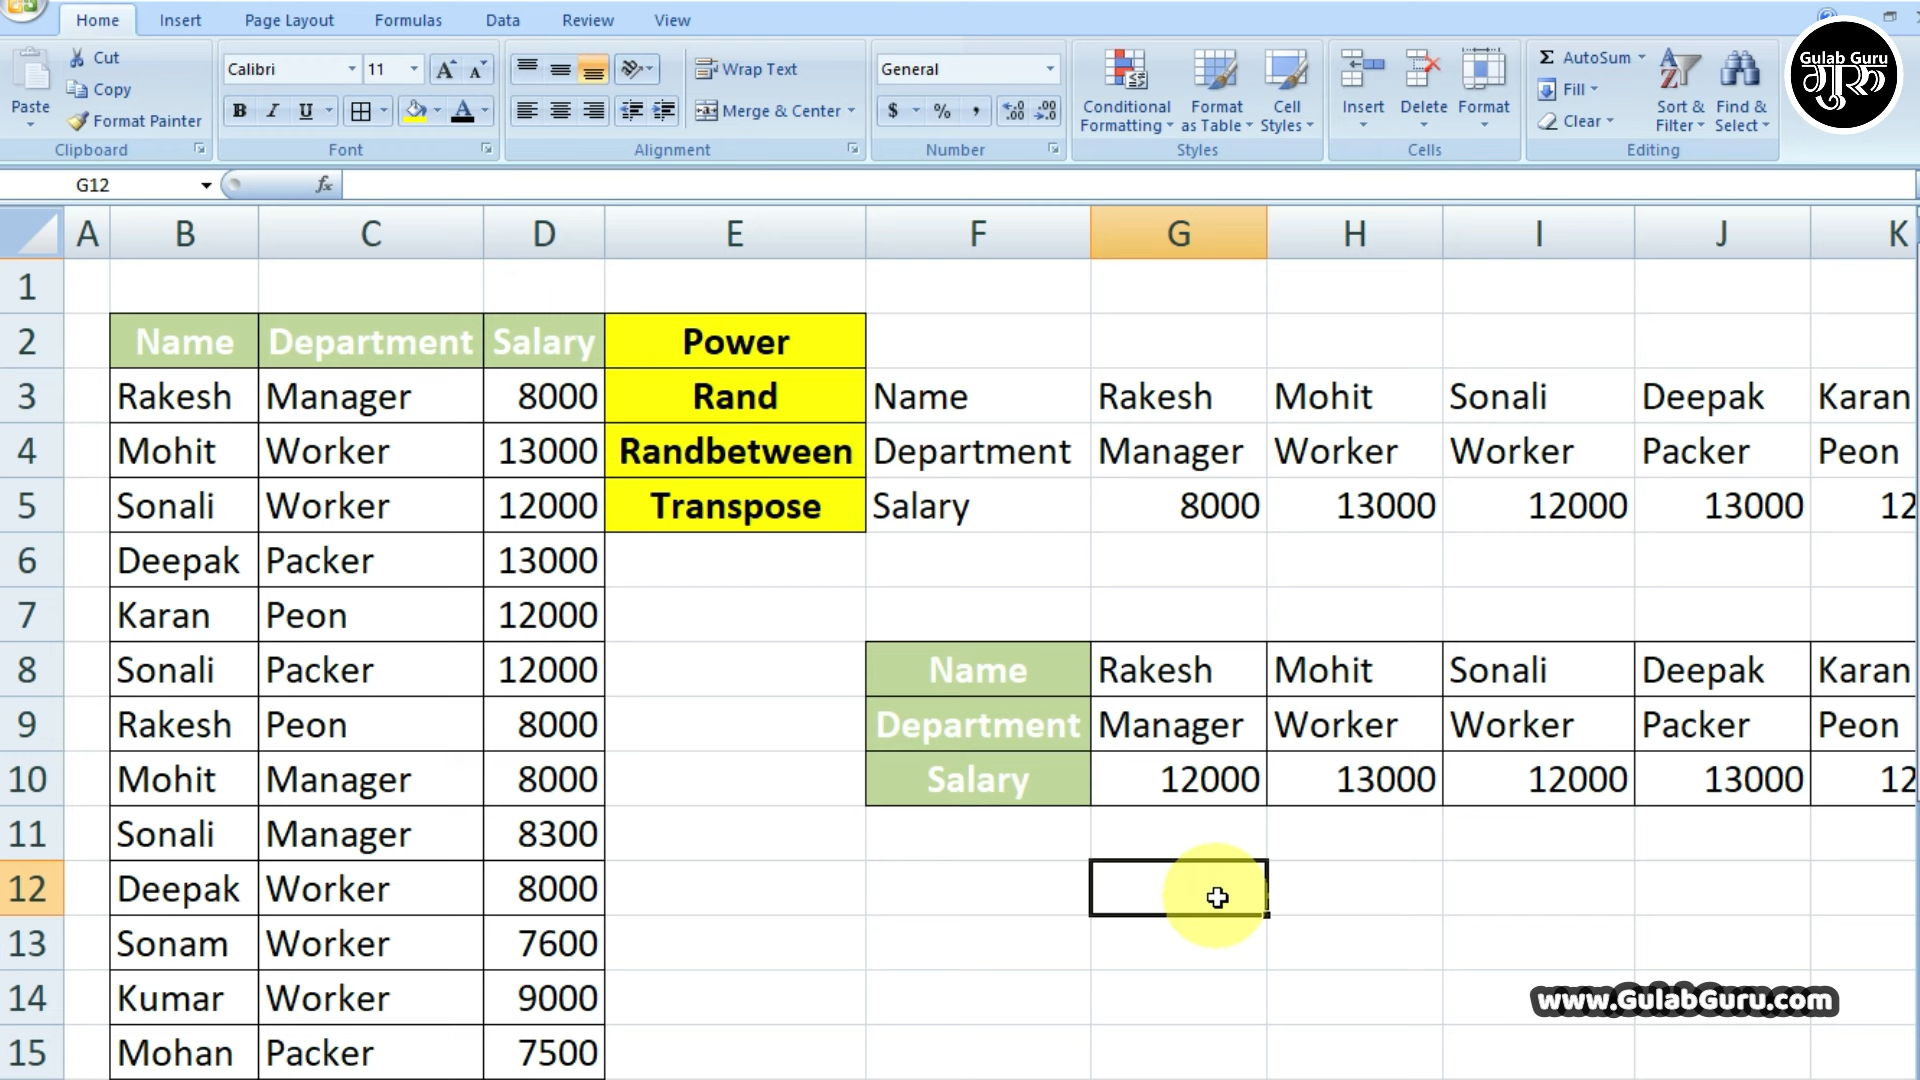 Home Insert Page Layout Formulas Data Review View
Cut
Copy
Format Painter
Paste
Clipboard
Calibri 11
B I U
Font
Wrap Text
Merge & Center
Alignment
General
$ % ,
Number
Conditional Formatting
Format as Table
Cell Styles
Styles
Insert Delete Format
Cells
Σ AutoSum
Fill
Clear
Sort & Filter
Find & Select
Editing
Gulab Guru
गुरु
G12 fx
A B C D E F G H I J K
1
2 Name Department Salary Power
3 Rakesh Manager 8000 Rand Name Rakesh Mohit Sonali Deepak Karan
4 Mohit Worker 13000 Randbetween Department Manager Worker Worker Packer Peon
5 Sonali Worker 12000 Transpose Salary 8000 13000 12000 13000 12
6 Deepak Packer 13000
7 Karan Peon 12000
8 Sonali Packer 12000 Name Rakesh Mohit Sonali Deepak Karan
9 Rakesh Peon 8000 Department Manager Worker Worker Packer Peon
10 Mohit Manager 8000 Salary 12000 13000 12000 13000 12
11 Sonali Manager 8300
12 Deepak Worker 8000
13 Sonam Worker 7600
14 Kumar Worker 9000
15 Mohan Packer 7500
www.GulabGuru.com